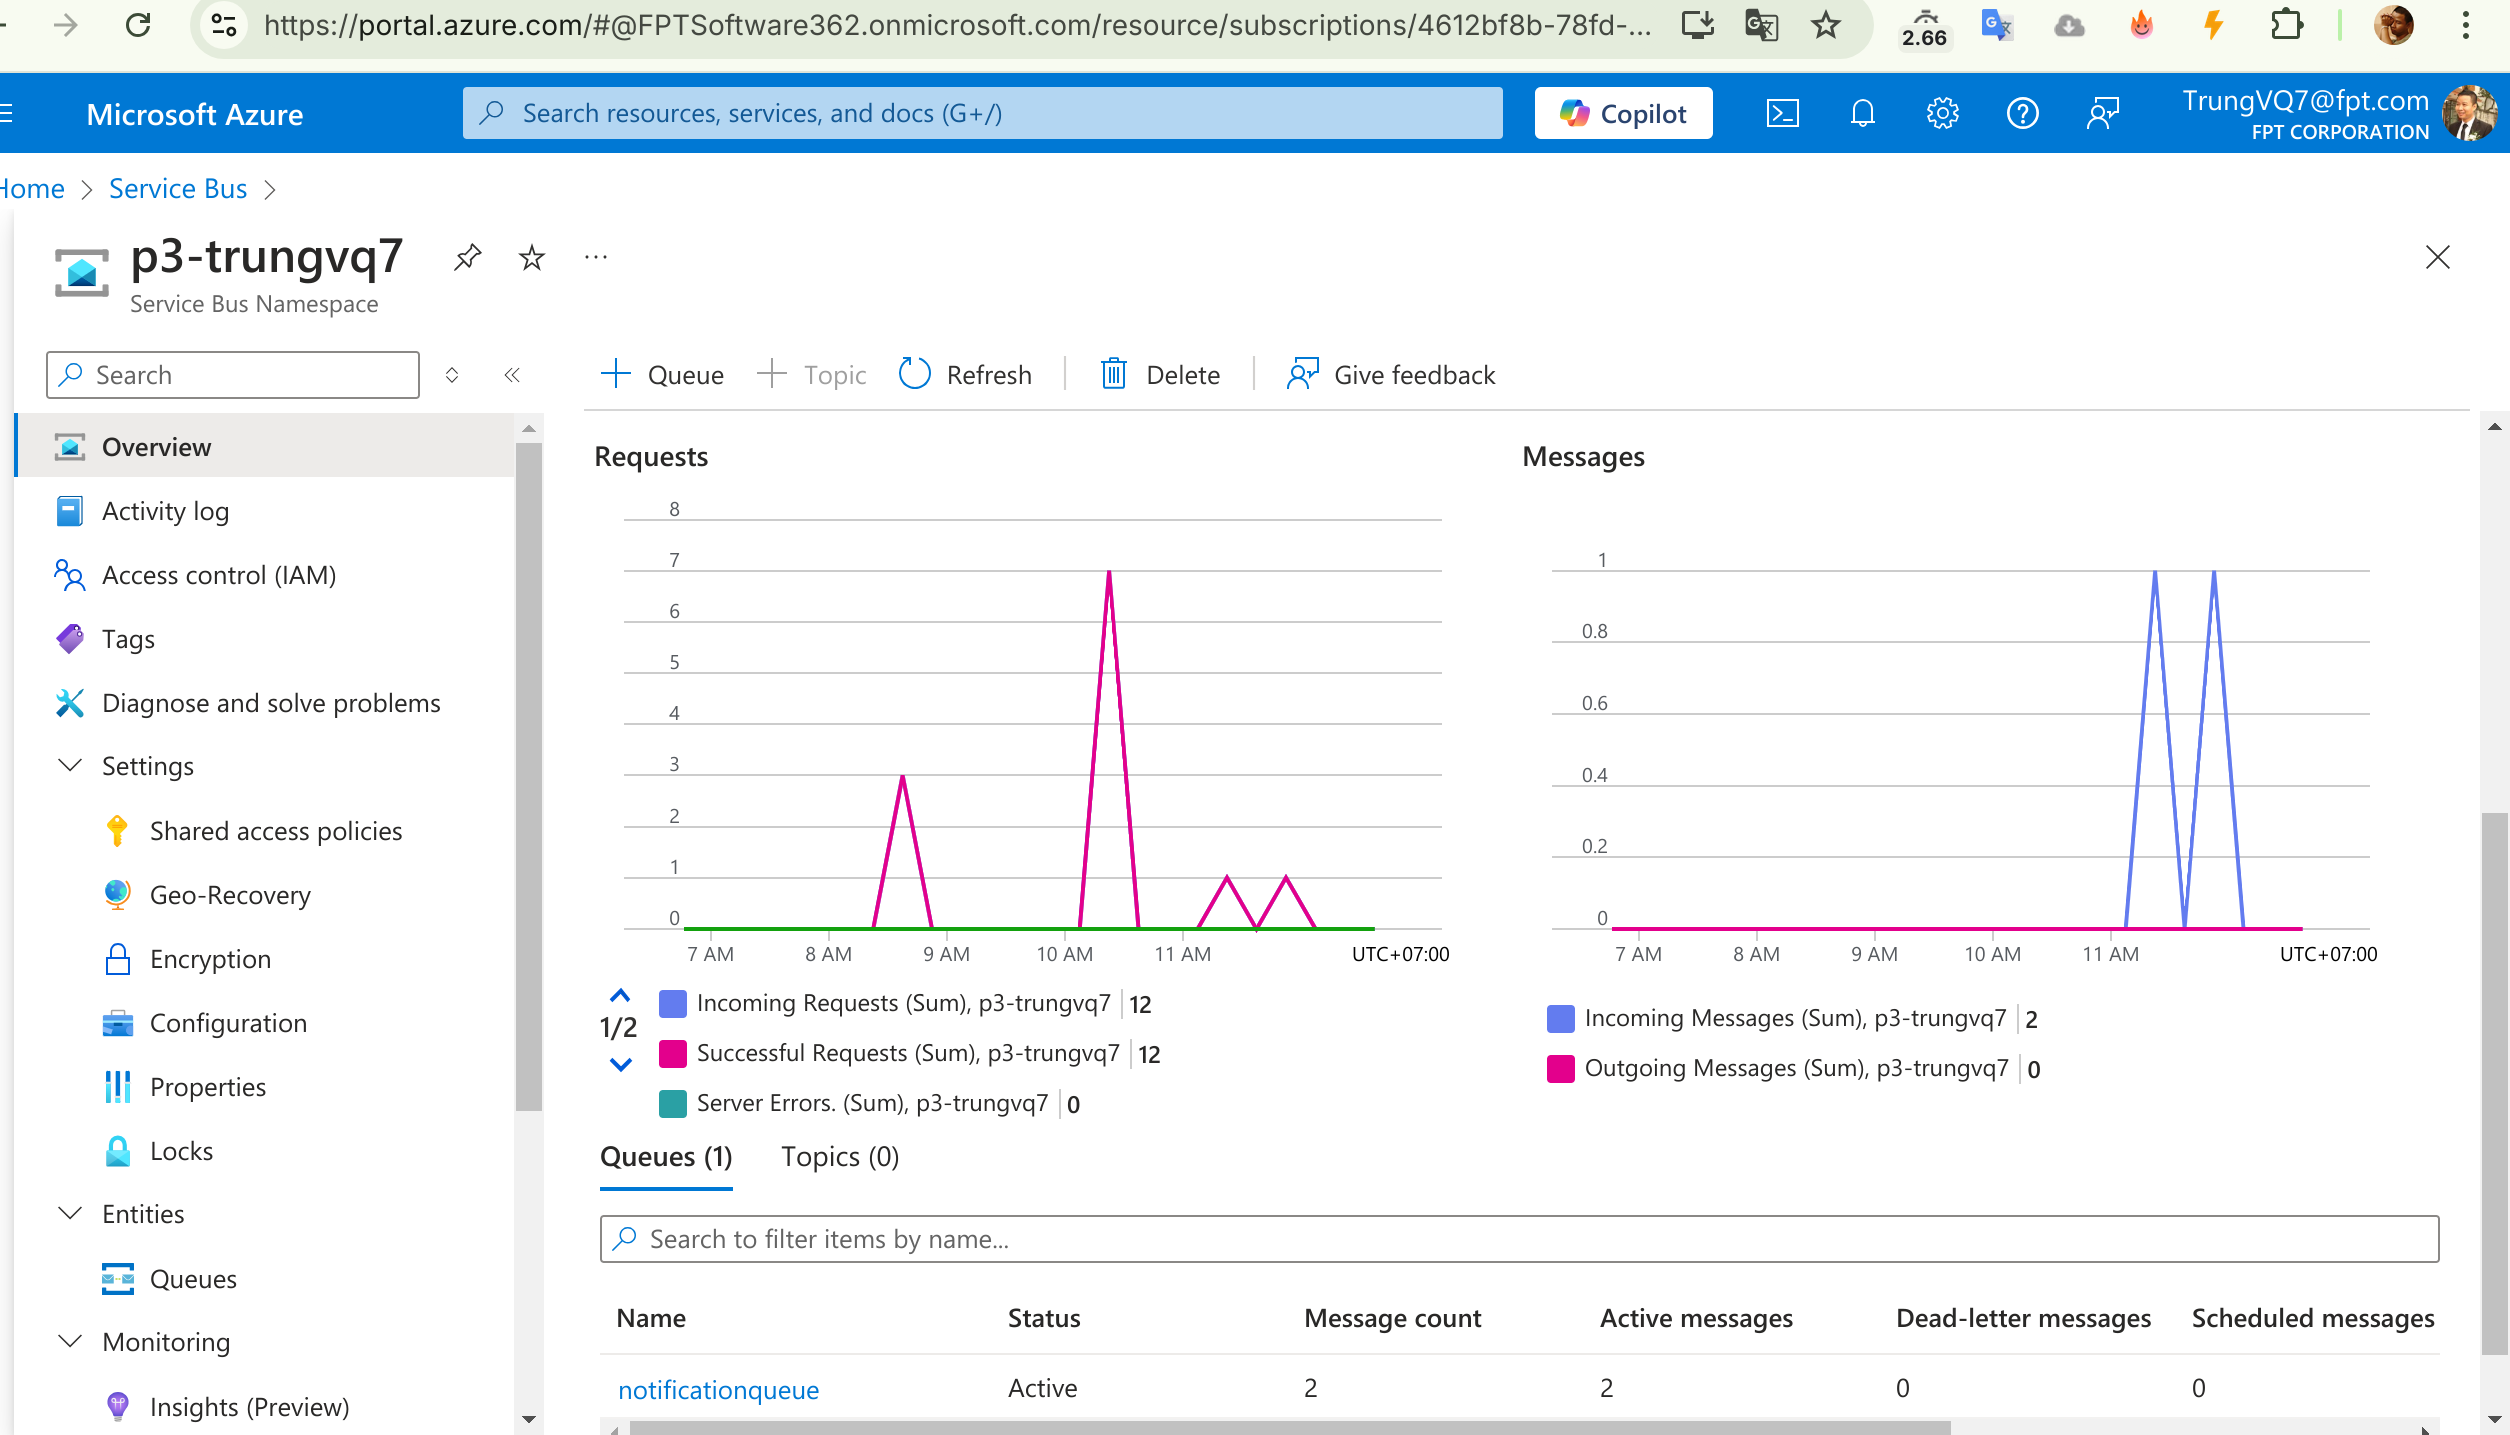 https://portal.azure.com/#@FPTSoftware362.onmicrosoft.com/resource/subscriptions/4612bf8b-78fd-...
2.66
Microsoft Azure
Search resources, services, and docs (G+/)
Copilot
TrungVQ7@fpt.com
FPT CORPORATION
Home
Service Bus
p3-trungvq7
Service Bus Namespace
Search
Queue
Topic
Refresh
Delete
Give feedback
Overview
Activity log
Access control (IAM)
Tags
Diagnose and solve problems
Settings
Shared access policies
Geo-Recovery
Encryption
Configuration
Properties
Locks
Entities
Queues
Monitoring
Insights (Preview)
Requests
8
7
6
5
4
3
2
1
0
7 AM 8 AM 9 AM 10 AM 11 AM UTC+07:00
1/2
Incoming Requests (Sum), p3-trungvq7 12
Successful Requests (Sum), p3-trungvq7 12
Server Errors. (Sum), p3-trungvq7 0
Messages
1
0.8
0.6
0.4
0.2
0
7 AM 8 AM 9 AM 10 AM 11 AM UTC+07:00
Incoming Messages (Sum), p3-trungvq7 2
Outgoing Messages (Sum), p3-trungvq7 0
Queues (1) Topics (0)
Search to filter items by name...
Name Status Message count Active messages Dead-letter messages Scheduled messages
notificationqueue Active 2 2 0 0